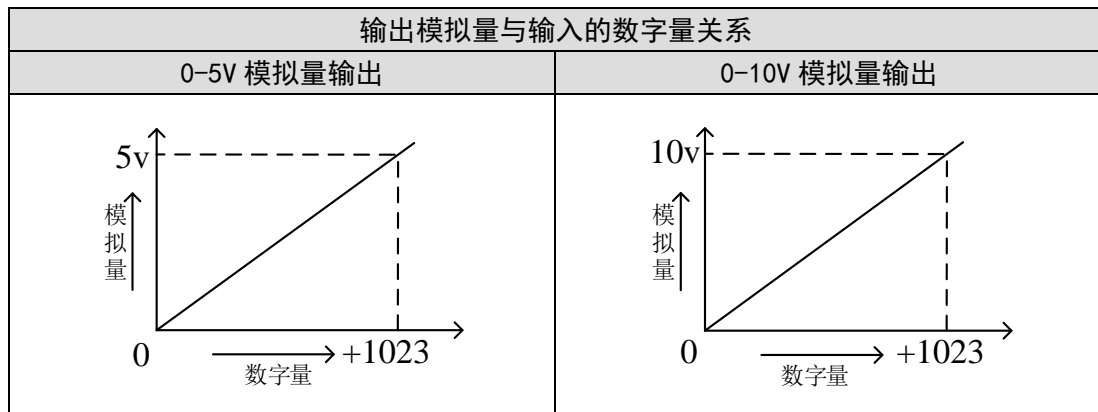 输出模拟量与输入的数字量关系
0-5V 模拟量输出
0-10V 模拟量输出
5v
模拟量
0
+1023
数字量
10v
模拟量
0
+1023
数字量